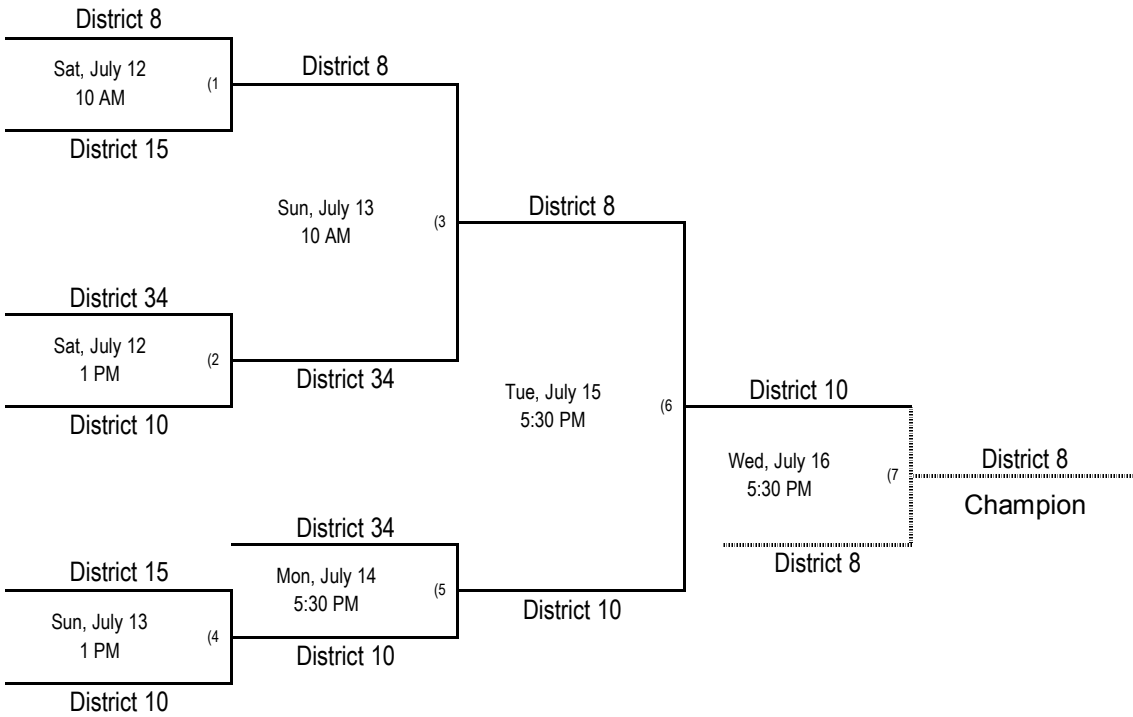 District 8
Sat, July 12
10 AM
(1
District 15
District 8
Sun, July 13
10 AM
(3
District 8
District 34
Sat, July 12
1 PM
(2
District 10
District 34
Tue, July 15
5:30 PM
(6
District 10
Wed, July 16
5:30 PM
(7
District 8
Champion
District 8
District 34
Mon, July 14
5:30 PM
(5
District 10
District 15
Sun, July 13
1 PM
(4
District 10
District 10